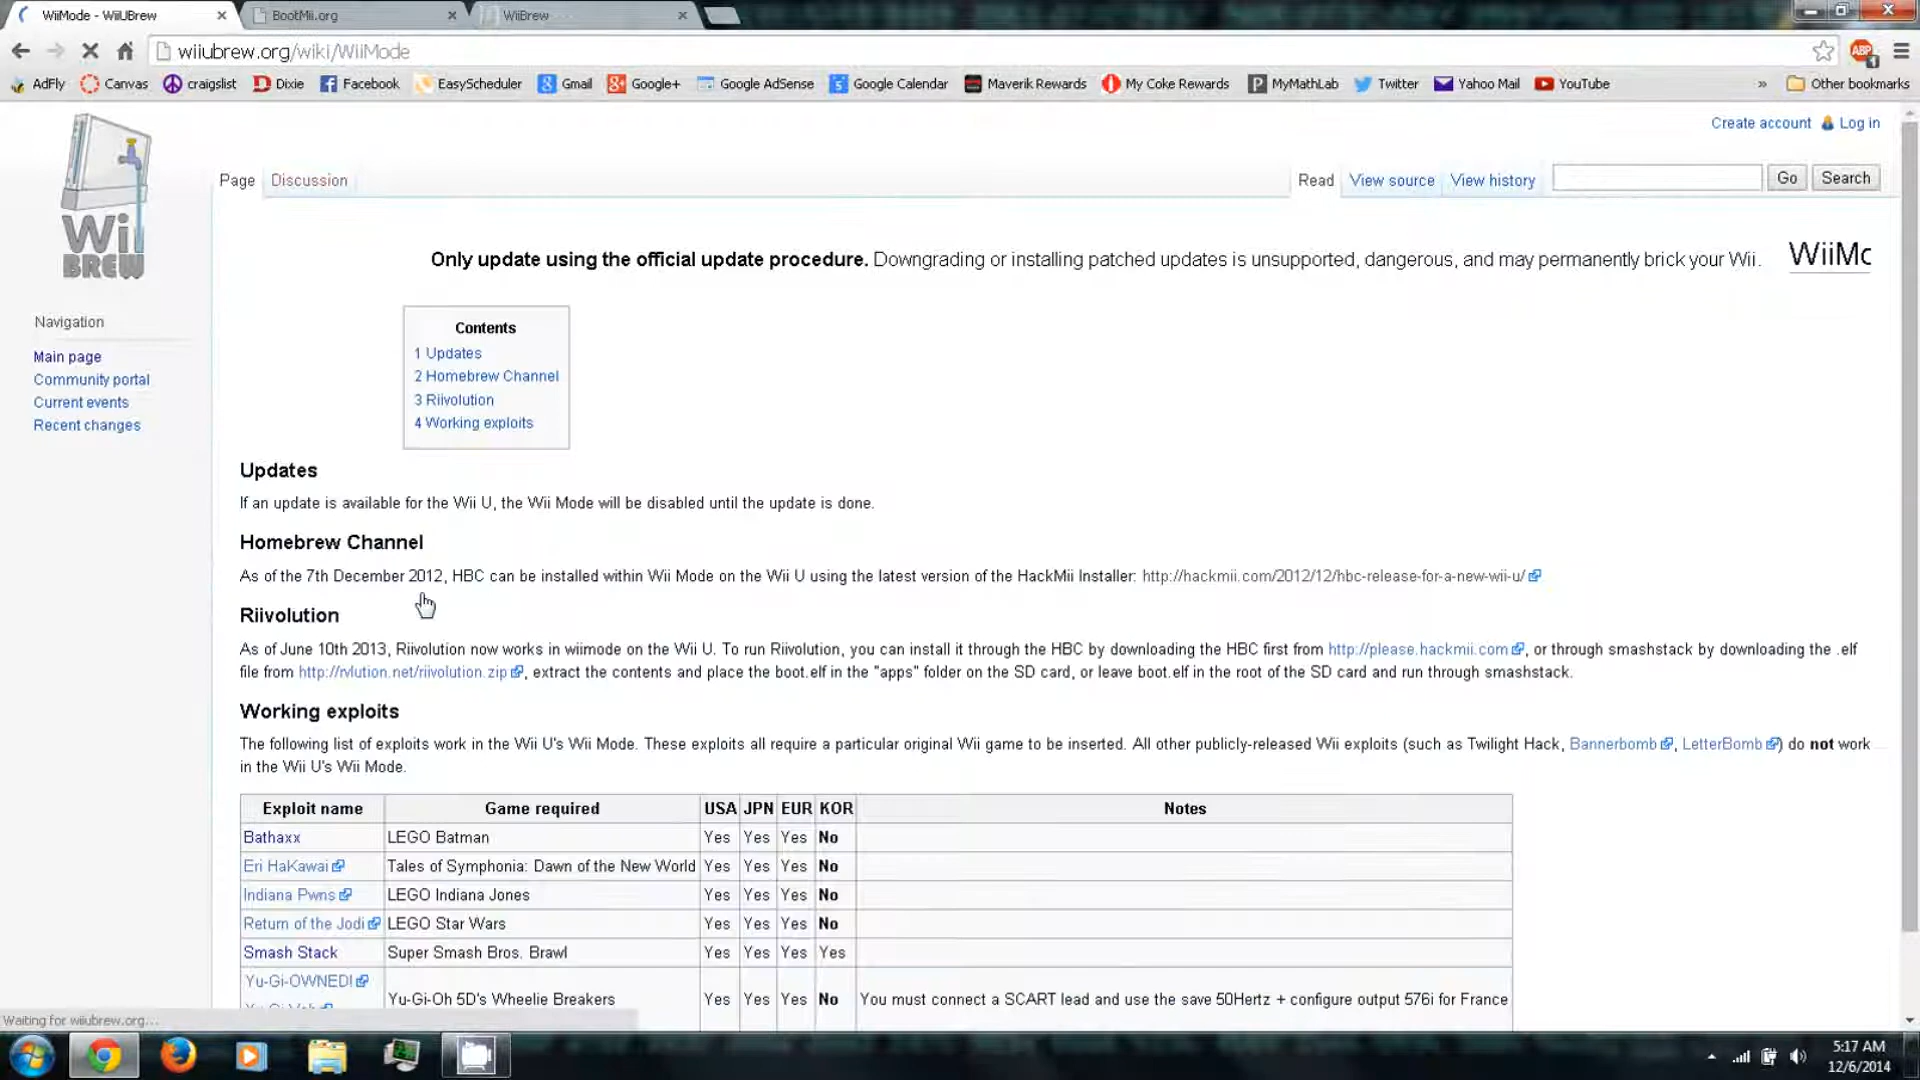 WiiMode - WiiUBrew
BootMii.org
WiiBrew
wiiubrew.org/wiki/WiiMode
ABP
1
AdFly Canvas craigslist Dixie Facebook EasyScheduler Gmail Google+ Google AdSense Google Calendar Maverik Rewards My Coke Rewards MyMathLab Twitter Yahoo Mail YouTube » Other bookmarks
Create account Log in
Page Discussion Read View source View history Go Search
Wii
BREW
Only update using the official update procedure. Downgrading or installing patched updates is unsupported, dangerous, and may permanently brick your Wii.
WiiMo
Navigation
Main page
Community portal
Current events
Recent changes
Contents
1 Updates
2 Homebrew Channel
3 Riivolution
4 Working exploits
Updates
If an update is available for the Wii U, the Wii Mode will be disabled until the update is done.
Homebrew Channel
As of the 7th December 2012, HBC can be installed within Wii Mode on the Wii U using the latest version of the HackMii Installer: http://hackmii.com/2012/12/hbc-release-for-a-new-wii-u/
Riivolution
As of June 10th 2013, Riivolution now works in wiimode on the Wii U. To run Riivolution, you can install it through the HBC by downloading the HBC first from http://please.hackmii.com, or through smashstack by downloading the .elf
file from http://rvlution.net/riivolution.zip, extract the contents and place the boot.elf in the "apps" folder on the SD card, or leave boot.elf in the root of the SD card and run through smashstack.
Working exploits
The following list of exploits work in the Wii U's Wii Mode. These exploits all require a particular original Wii game to be inserted. All other publicly-released Wii exploits (such as Twilight Hack, Bannerbomb, LetterBomb) do not work
in the Wii U's Wii Mode.
Exploit name Game required USA JPN EUR KOR Notes
Bathaxx LEGO Batman Yes Yes Yes No
Eri HaKawai Tales of Symphonia: Dawn of the New World Yes Yes Yes No
Indiana Pwns LEGO Indiana Jones Yes Yes Yes No
Return of the Jodi LEGO Star Wars Yes Yes Yes No
Smash Stack Super Smash Bros. Brawl Yes Yes Yes Yes
Yu-Gi-OWNED!
Yu-Gi-Oh 5D's Wheelie Breakers Yes Yes Yes No You must connect a SCART lead and use the save 50Hertz + configure output 576i for France
Waiting for wiiubrew.org...
5:17 AM
12/6/2014